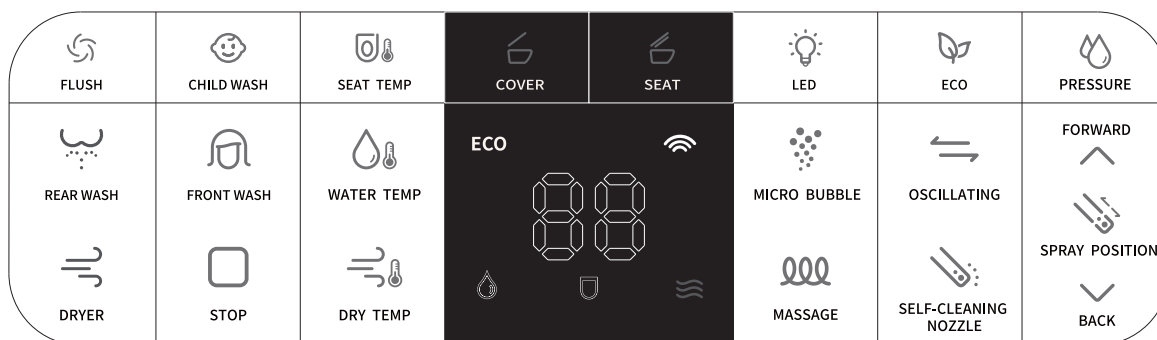 FLUSH
CHILD WASH
SEAT TEMP
COVER
SEAT
LED
ECO
PRESSURE
REAR WASH
FRONT WASH
WATER TEMP
ECO
88
MICRO BUBBLE
OSCILLATING
FORWARD
SPRAY POSITION
BACK
DRYER
STOP
DRY TEMP
MASSAGE
SELF-CLEANING
NOZZLE